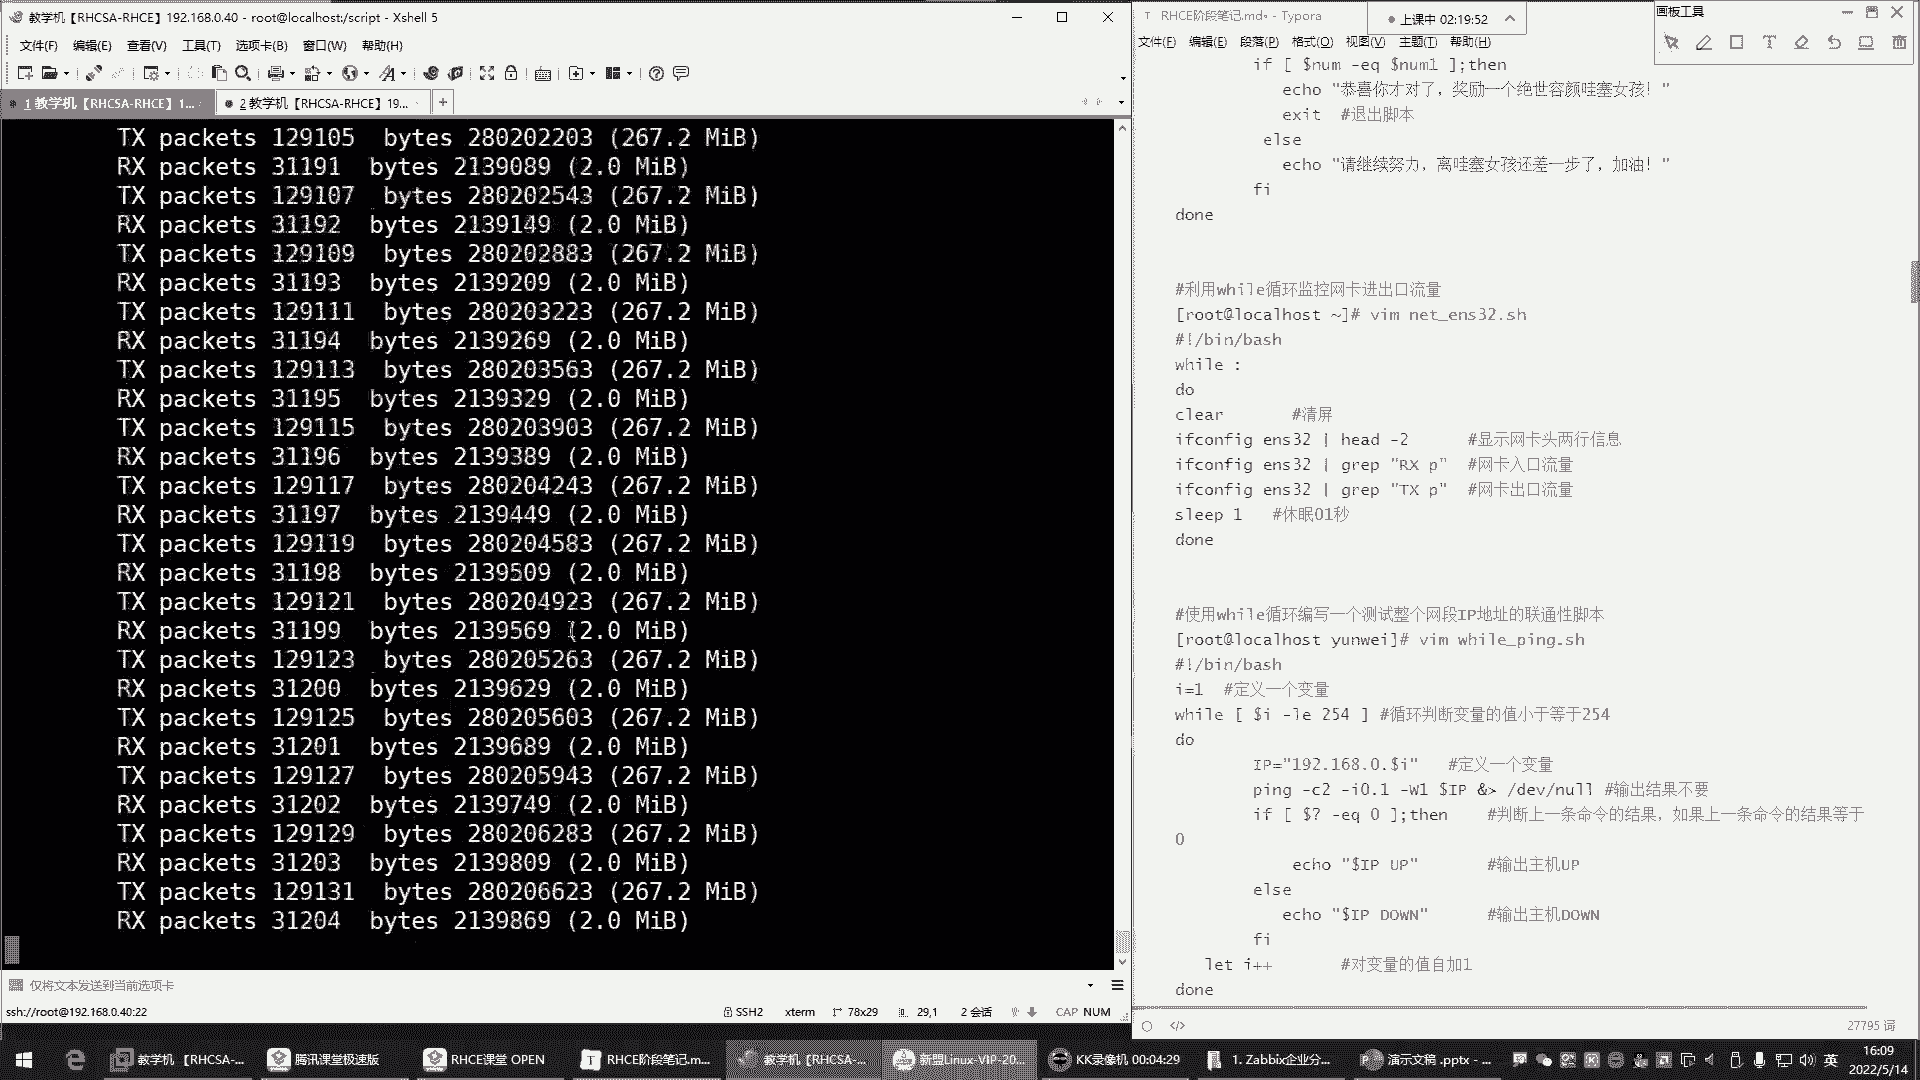 教学机【RHCSA-RHCE】192.168.0.40 - root@localhost:/script - Xshell 5
文件(F) 编辑(E) 查看(V) 工具(T) 选项卡(B) 窗口(W) 帮助(H)
1 教学机【RHCSA-RHCE】1... 2 教学机【RHCSA-RHCE】19... +
TX packets 129105  bytes 280202203 (267.2 MiB)
RX packets 31191  bytes 2139089 (2.0 MiB)
TX packets 129107  bytes 280202543 (267.2 MiB)
RX packets 31192  bytes 2139149 (2.0 MiB)
TX packets 129109  bytes 280202883 (267.2 MiB)
RX packets 31193  bytes 2139209 (2.0 MiB)
TX packets 129111  bytes 280203223 (267.2 MiB)
RX packets 31194  bytes 2139269 (2.0 MiB)
TX packets 129113  bytes 280203563 (267.2 MiB)
RX packets 31195  bytes 2139329 (2.0 MiB)
TX packets 129115  bytes 280203903 (267.2 MiB)
RX packets 31196  bytes 2139389 (2.0 MiB)
TX packets 129117  bytes 280204243 (267.2 MiB)
RX packets 31197  bytes 2139449 (2.0 MiB)
TX packets 129119  bytes 280204583 (267.2 MiB)
RX packets 31198  bytes 2139509 (2.0 MiB)
TX packets 129121  bytes 280204923 (267.2 MiB)
RX packets 31199  bytes 2139569 (2.0 MiB)
TX packets 129123  bytes 280205263 (267.2 MiB)
RX packets 31200  bytes 2139629 (2.0 MiB)
TX packets 129125  bytes 280205603 (267.2 MiB)
RX packets 31201  bytes 2139689 (2.0 MiB)
TX packets 129127  bytes 280205943 (267.2 MiB)
RX packets 31202  bytes 2139749 (2.0 MiB)
TX packets 129129  bytes 280206283 (267.2 MiB)
RX packets 31203  bytes 2139809 (2.0 MiB)
TX packets 129131  bytes 280206623 (267.2 MiB)
RX packets 31204  bytes 2139869 (2.0 MiB)
仅将文本发送到当前选项卡
ssh://root@192.168.0.40:22 SSH2 xterm 78x29 29,1 2 会话 CAP NUM
T RHCE阶段笔记.md• - Typora
上课中 02:19:52
画板工具
文件(F) 编辑(E) 段落(P) 格式(O) 视图(V) 主题(T) 帮助(H)
if [ $num -eq $num1 ];then
echo "恭喜你才对了，奖励一个绝世容颜哇塞女孩！"
exit  #退出脚本
else
echo "请继续努力，离哇塞女孩还差一步了，加油！"
fi
done
#利用while循环监控网卡进出口流量
[root@localhost ~]# vim net_ens32.sh
#!/bin/bash
while :
do
clear       #清屏
ifconfig ens32 | head -2      #显示网卡头两行信息
ifconfig ens32 | grep "RX p"  #网卡入口流量
ifconfig ens32 | grep "TX p"  #网卡出口流量
sleep 1   #休眠01秒
done
#使用while循环编写一个测试整个网段IP地址的联通性脚本
[root@localhost yunwei]# vim while_ping.sh
#!/bin/bash
i=1  #定义一个变量
while [ $i -le 254 ] #循环判断变量的值小于等于254
do
IP="192.168.0.$i"   #定义一个变量
ping -c2 -i0.1 -W1 $IP &> /dev/null #输出结果不要
if [ $? -eq 0 ];then    #判断上一条命令的结果，如果上一条命令的结果等于
0
echo "$IP UP"       #输出主机UP
else
echo "$IP DOWN"      #输出主机DOWN
fi
let i++       #对变量的值自加1
done
27795 词
教学机【RHCSA-... 腾讯课堂极速版 RHCE课堂 OPEN RHCE阶段笔记.m... 教学机【RHCSA-... 新盟Linux-VIP-20... KK录像机 00:04:29 1. Zabbix企业分... 演示文稿 .pptx - ... 英 16:09
2022/5/14